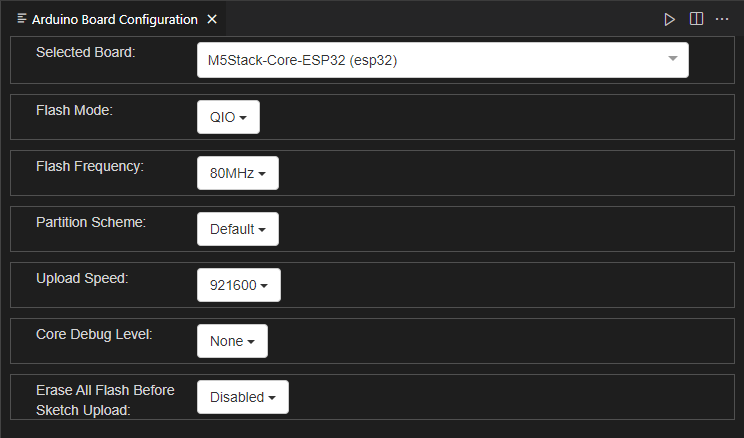 Arduino Board Configuration
Selected Board:
M5Stack-Core-ESP32 (esp32)
Flash Mode:
QIO
Flash Frequency:
80MHz
Partition Scheme:
Default
Upload Speed:
921600
Core Debug Level:
None
Erase All Flash Before
Sketch Upload:
Disabled